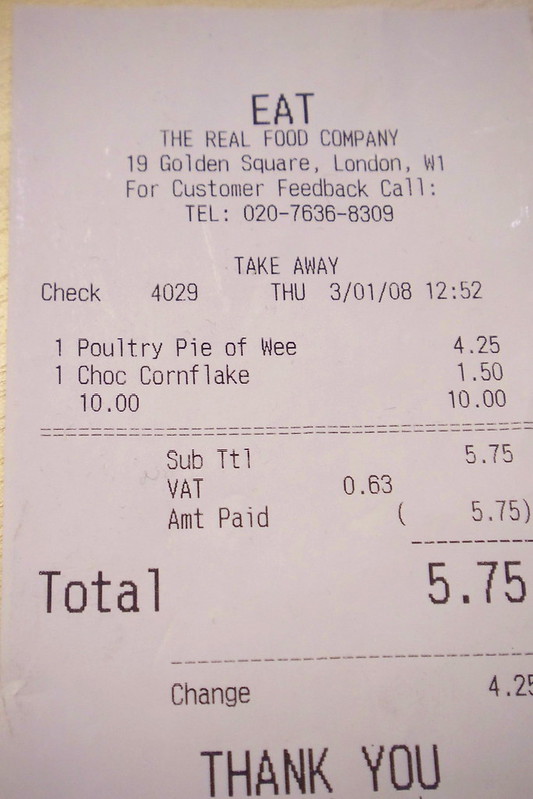 EAT
THE REAL FOOD COMPANY
19 Golden Square, London, W1
For Customer Feedback Call:
TEL: 020-7636-8309
TAKE AWAY
Check 4029 THU 3/01/08 12:52
1 Poultry Pie of Wee 4.25
1 Choc Cornflake 1.50
10.00 10.00
Sub Ttl 5.75
VAT 0.63
Amt Paid ( 5.75)
Total 5.75
Change 4.25
THANK YOU